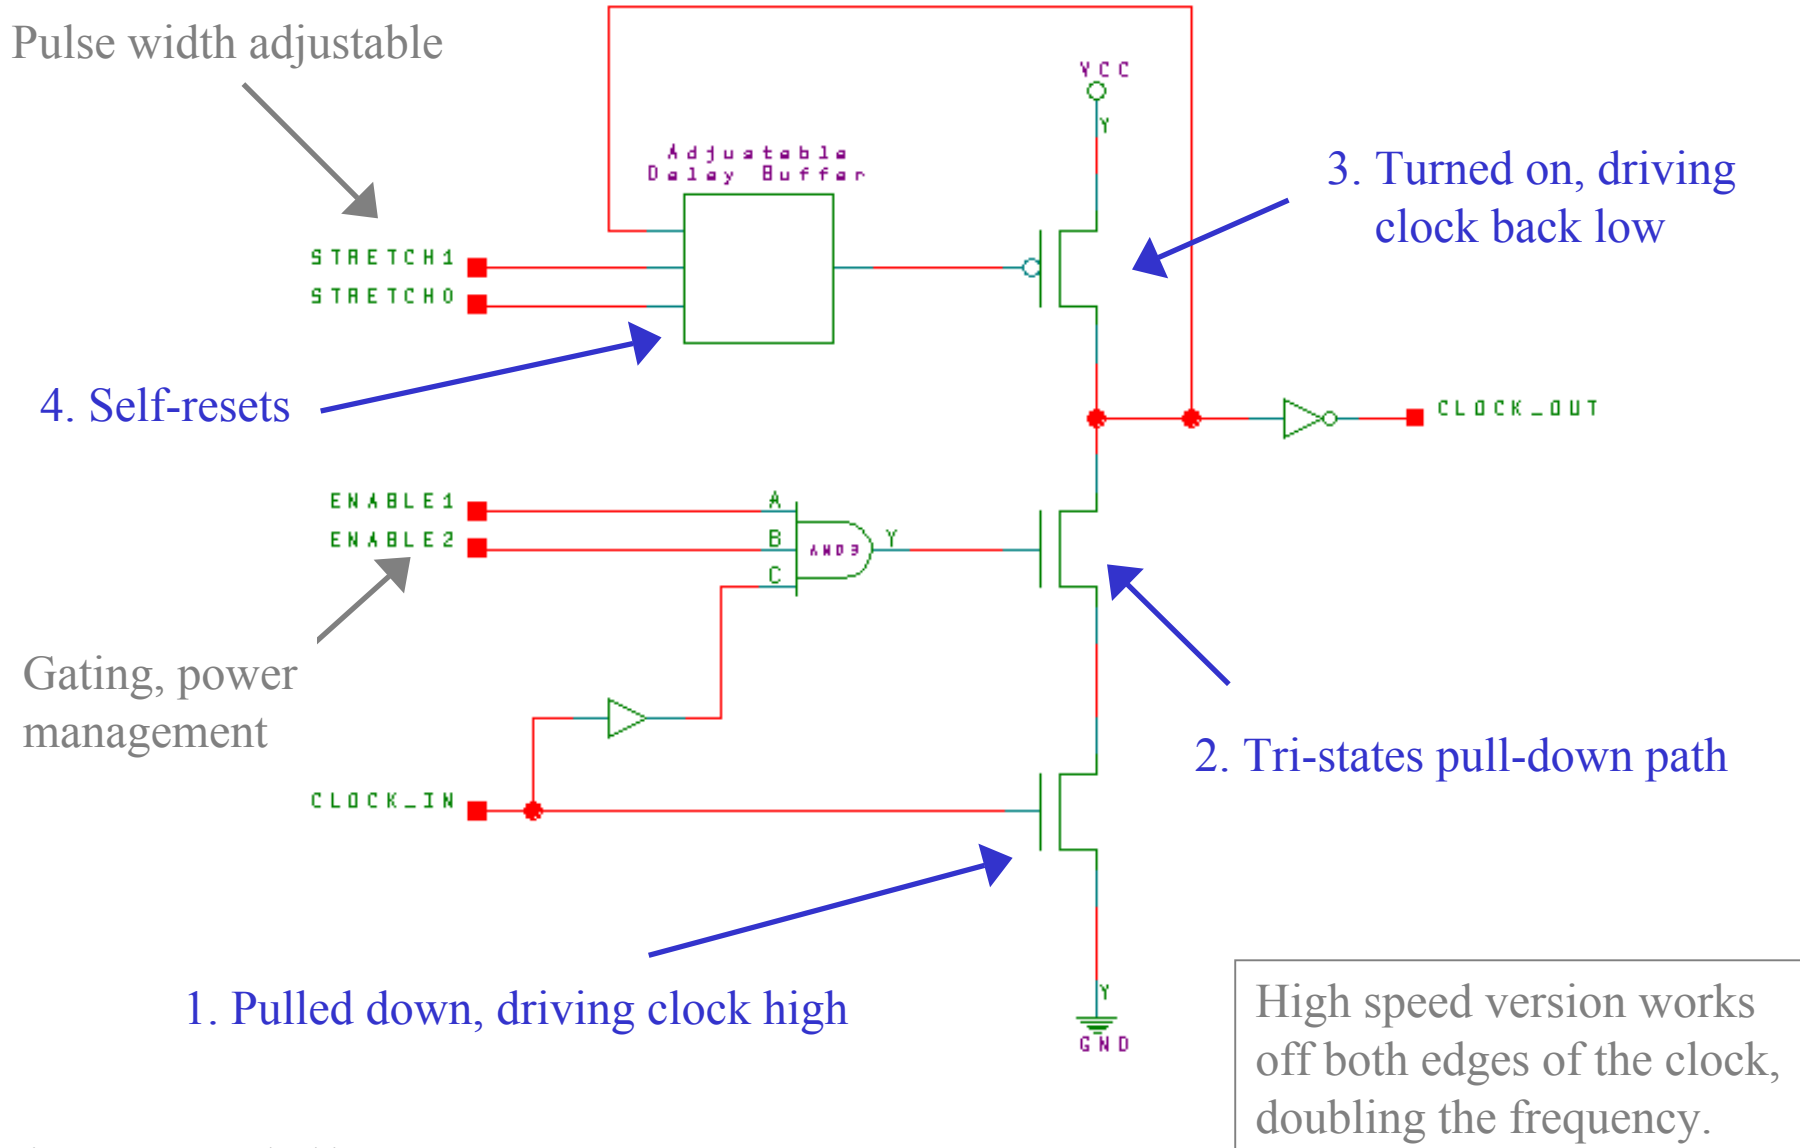 Pulse width adjustable
VCC
Y
Adjustable
Delay Buffer
3. Turned on, driving
clock back low
STRETCH1
STRETCH0
4. Self-resets
CLOCK_OUT
ENABLE1
ENABLE2
A
B
C
AND3
Y
Gating, power
management
2. Tri-states pull-down path
CLOCK_IN
1. Pulled down, driving clock high
Y
GND
High speed version works
off both edges of the clock,
doubling the frequency.